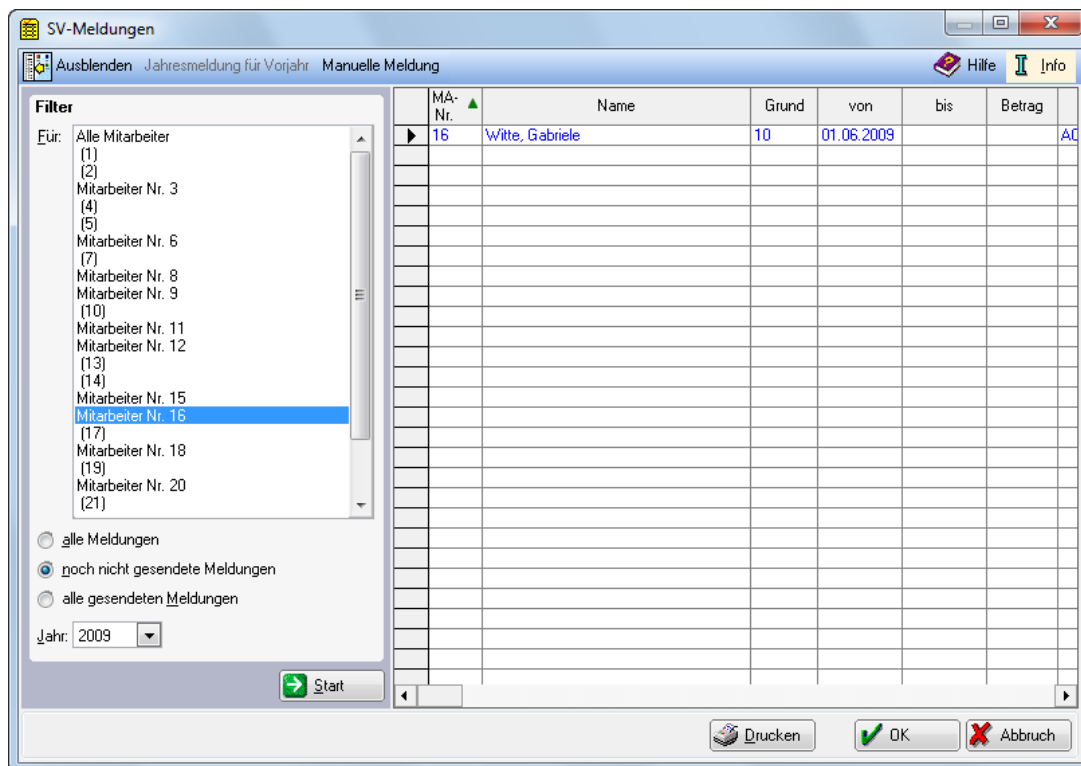 SV-Meldungen
Ausblenden Jahresmeldung für Vorjahr Manuelle Meldung Hilfe Info
Filter
Für: Alle Mitarbeiter
(1)
(2)
Mitarbeiter Nr. 3
(4)
(5)
Mitarbeiter Nr. 6
(7)
Mitarbeiter Nr. 8
Mitarbeiter Nr. 9
(10)
Mitarbeiter Nr. 11
Mitarbeiter Nr. 12
(13)
(14)
Mitarbeiter Nr. 15
Mitarbeiter Nr. 16
(17)
Mitarbeiter Nr. 18
(19)
Mitarbeiter Nr. 20
(21)
alle Meldungen
noch nicht gesendete Meldungen
alle gesendeten Meldungen
Jahr: 2009
Start
MA-Nr. Name Grund von bis Betrag
16 Witte, Gabriele 10 01.06.2009
Drucken OK Abbruch